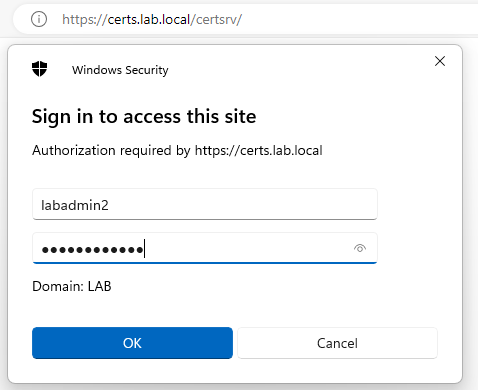 https://certs.lab.local/certsrv/
Windows Security
Sign in to access this site
Authorization required by https://certs.lab.local
labadmin2
●●●●●●●●●●●●
Domain: LAB
OK
Cancel